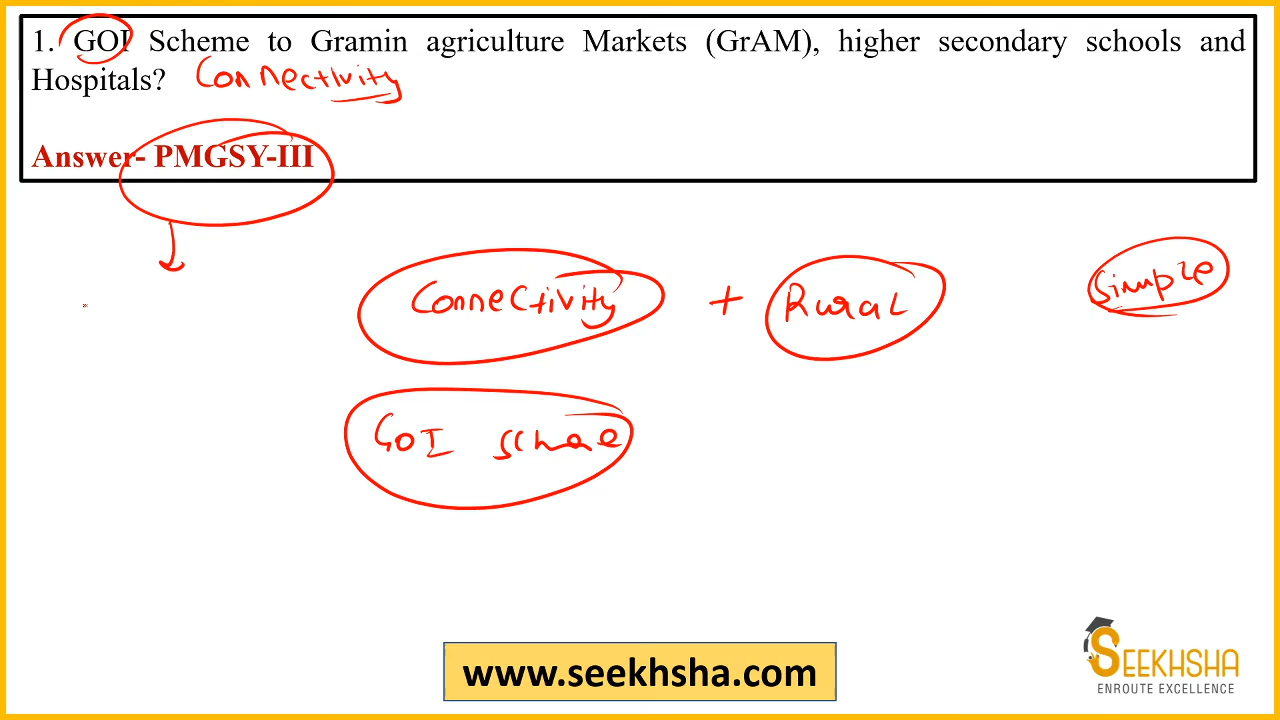 1. GOI Scheme to Gramin agriculture Markets (GrAM), higher secondary schools and
Hospitals? Connectivity
Answer- PMGSY-III
Connectivity + Rural
Simple
GOI scheme
www.seekhsha.com
SEEKHSHA
ENROUTE EXCELLENCE